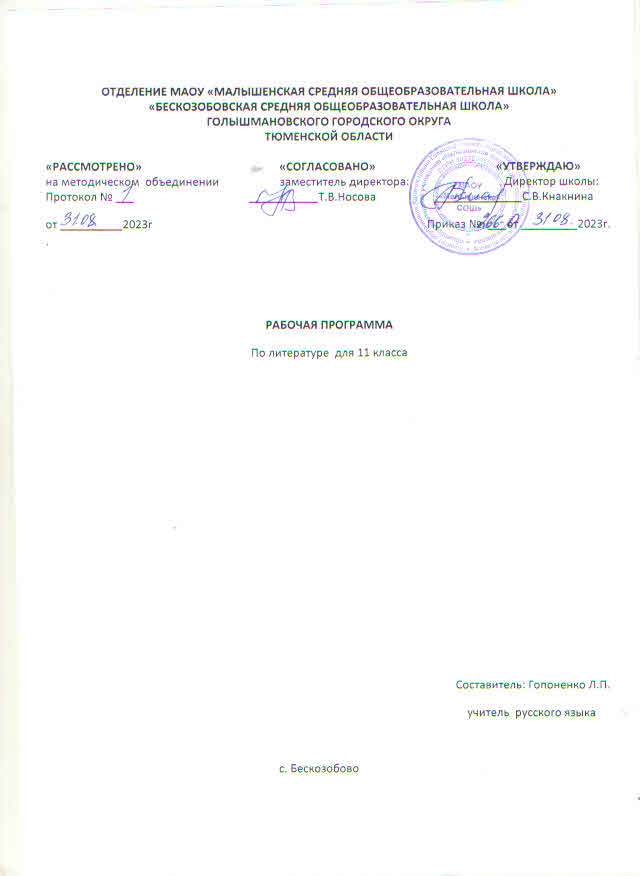 ОТДЕЛЕНИЕ МАОУ «МАЛЫШЕНСКАЯ СРЕДНЯЯ ОБЩЕОБРАЗОВАТЕЛЬНАЯ ШКОЛА»
«БЕСКОЗОБОВСКАЯ СРЕДНЯЯ ОБЩЕОБРАЗОВАТЕЛЬНАЯ ШКОЛА»
ГОЛЫШМАНОВСКОГО ГОРОДСКОГО ОКРУГА
ТЮМЕНСКОЙ ОБЛАСТИ
«РАССМОТРЕНО» «СОГЛАСОВАНО» «УТВЕРЖДАЮ»
на методическом объединении заместитель директора: Директор школы:
Протокол № 1 Т.В.Носова С.В.Кнакнина
от 31.08. 2023г Приказ № от 31.08. 2023г.
МАОУ
СОШ»
РАБОЧАЯ ПРОГРАММА
По литературе для 11 класса
Составитель: Гопоненко Л.П.
учитель русского языка
с. Бескозобово